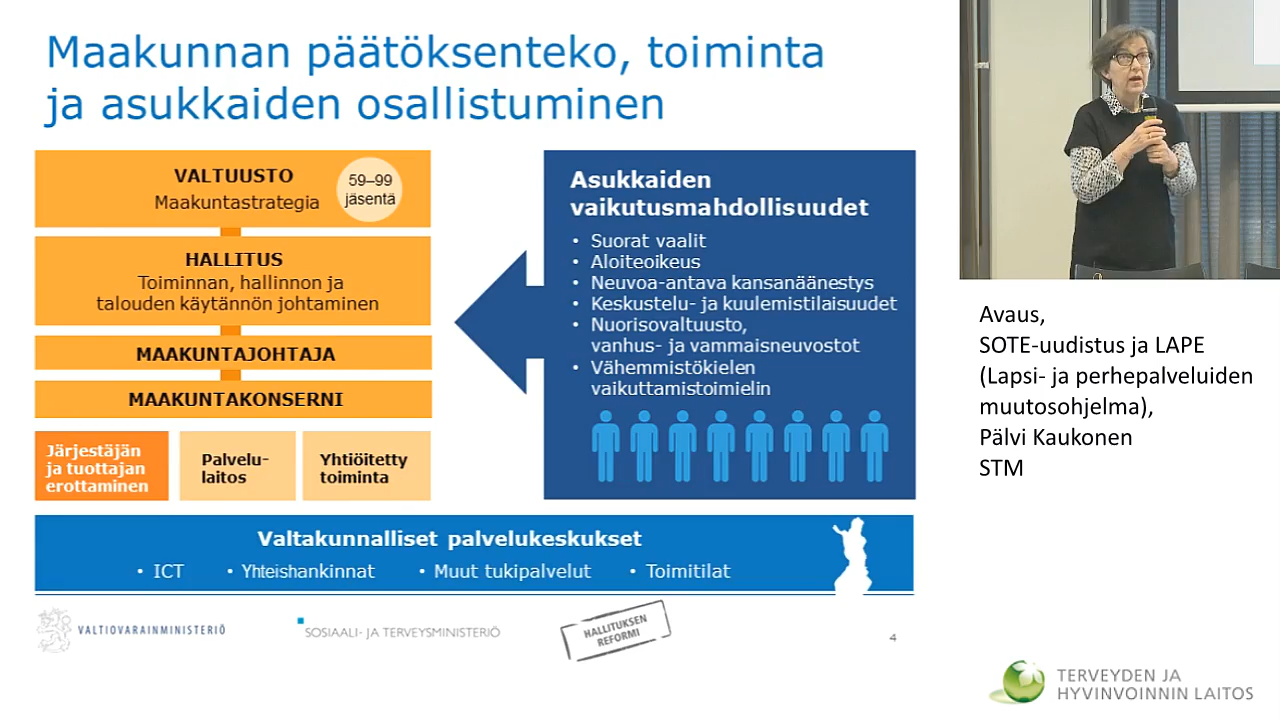 Maakunnan päätöksenteko, toiminta
ja asukkaiden osallistuminen
VALTUUSTO
Maakuntastrategia
59–99
jäsentä
HALLITUS
Toiminnan, hallinnon ja
talouden käytännön johtaminen
MAAKUNTAJOHTAJA
MAAKUNTAKONSERNI
Järjestäjän
ja tuottajan
erottaminen
Palvelu-
laitos
Yhtiöitetty
toiminta
Asukkaiden
vaikutusmahdollisuudet
• Suorat vaalit
• Aloiteoikeus
• Neuvoa-antava kansanäänestys
• Keskustelu- ja kuulemistilaisuudet
• Nuorisovaltuusto,
vanhus- ja vammaisneuvostot
• Vähemmistökielen
vaikuttamistoimielin
Valtakunnalliset palvelukeskukset
• ICT • Yhteishankinnat • Muut tukipalvelut • Toimitilat
VALTIOVARAINMINISTERIÖ
SOSIAALI- JA TERVEYSMINISTERIÖ
HALLITUKSEN
REFORMI
4
Avaus,
SOTE-uudistus ja LAPE
(Lapsi- ja perhepalveluiden
muutosohjelma),
Pälvi Kaukonen
STM
TERVEYDEN JA
HYVINVOINNIN LAITOS